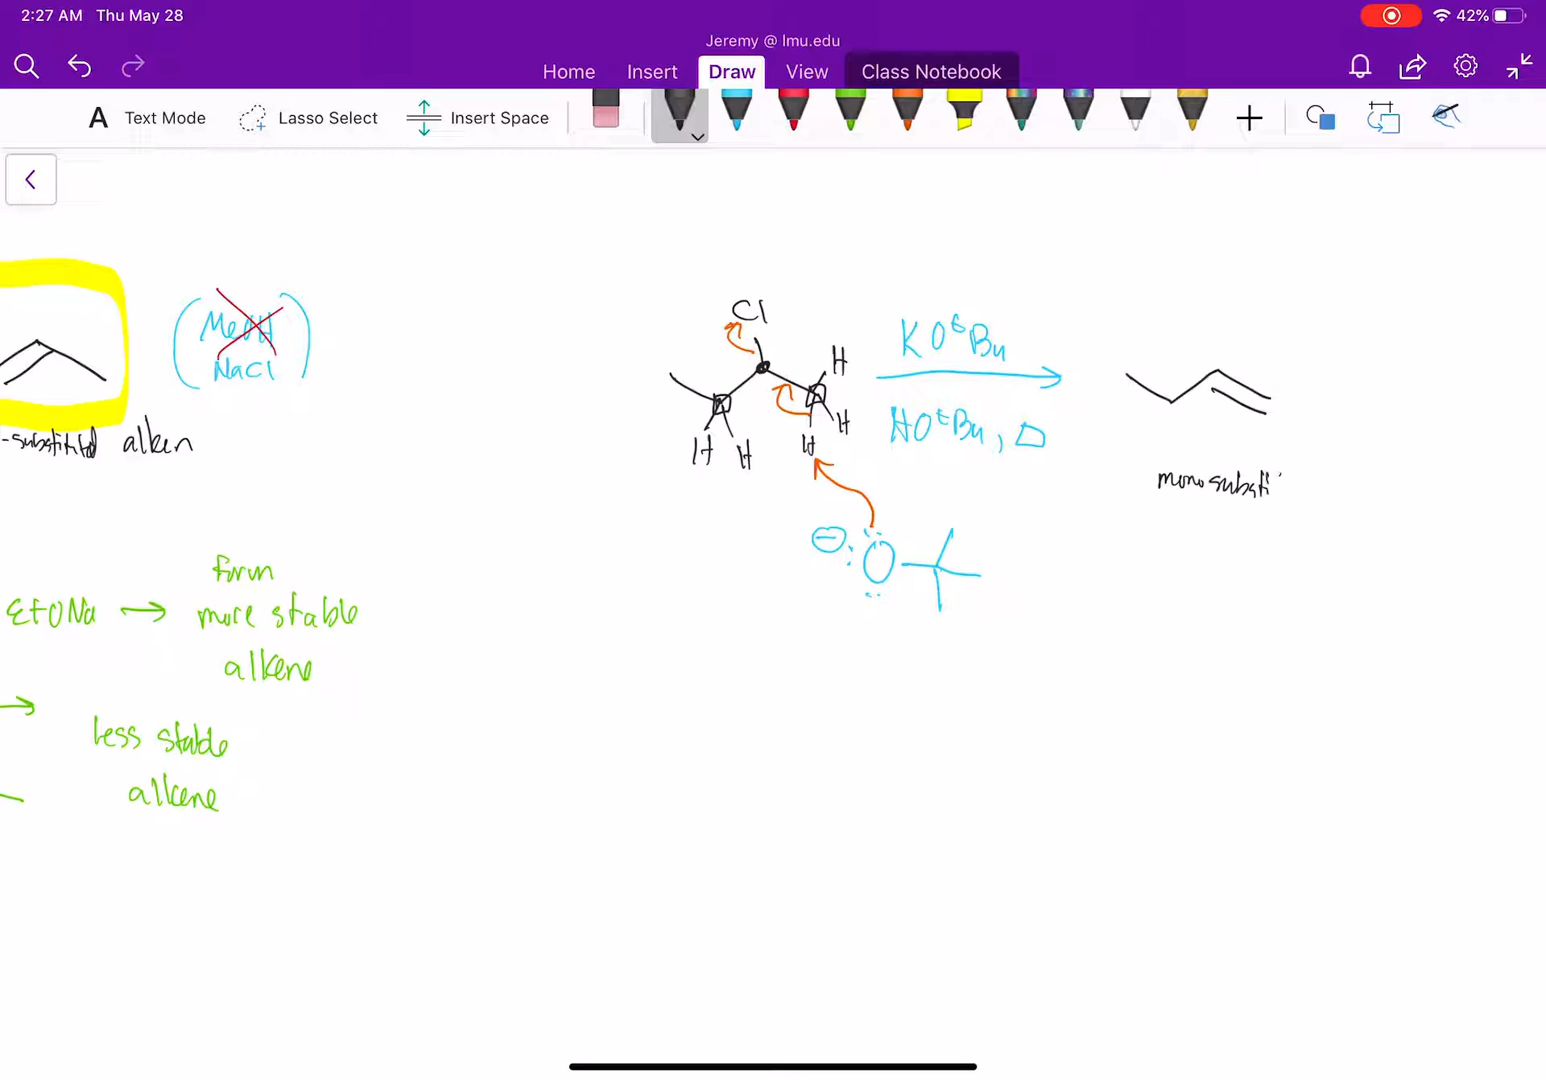 2:27 AM Thu May 28
42%
Jeremy @ lmu.edu
Home Insert Draw View Class Notebook
A Text Mode Lasso Select Insert Space
MeOH
NaCl
-substituted alken
form
EtONa → more stable
alkene
→
less stable
alkene
Cl
H
H
H
H H
KOᵗBu
HOᵗBu, Δ
⊖ :O
monosubsti